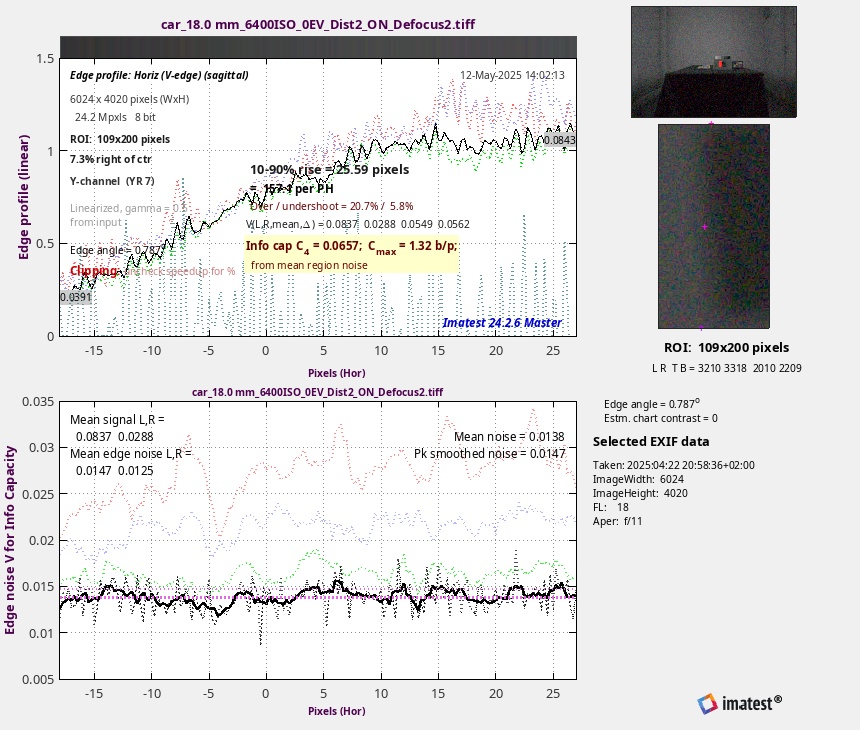 car_18.0 mm_6400ISO_0EV_Dist2_ON_Defocus2.tiff
Edge profile: Horiz (V-edge) (sagittal)
12-May-2025 14:02:13
6024 x 4020 pixels (WxH)
24.2 Mpxls 8 bit
ROI: 109x200 pixels
7.3% right of ctr
Y-channel (YR7)
Linearized, gamma = 0.5
from input
Edge angle = 0.787°
Clipping uncheck speedup for %
10-90% rise = 25.59 pixels
= 157.1 per PH
Over / undershoot = 20.7% / 5.8%
V(L,R,mean,Δ) = 0.0837 0.0288 0.0549 0.0562
Info cap C4 = 0.0657; Cmax = 1.32 b/p;
from mean region noise
0.0843
0.0391
Imatest 24.2.6 Master
Edge profile (linear)
1.5
1
0.5
0
-15 -10 -5 0 5 10 15 20 25
Pixels (Hor)
car_18.0 mm_6400ISO_0EV_Dist2_ON_Defocus2.tiff
Mean signal L,R =
0.0837 0.0288
Mean edge noise L,R =
0.0147 0.0125
Mean noise = 0.0138
Pk smoothed noise = 0.0147
Edge noise V for Info Capacity
0.035
0.03
0.025
0.02
0.015
0.01
0.005
-15 -10 -5 0 5 10 15 20 25
Pixels (Hor)
ROI: 109x200 pixels
L R T B = 3210 3318 2010 2209
Edge angle = 0.787°
Estm. chart contrast = 0
Selected EXIF data
Taken: 2025:04:22 20:58:36+02:00
ImageWidth: 6024
ImageHeight: 4020
FL: 18
Aper: f/11
imatest®